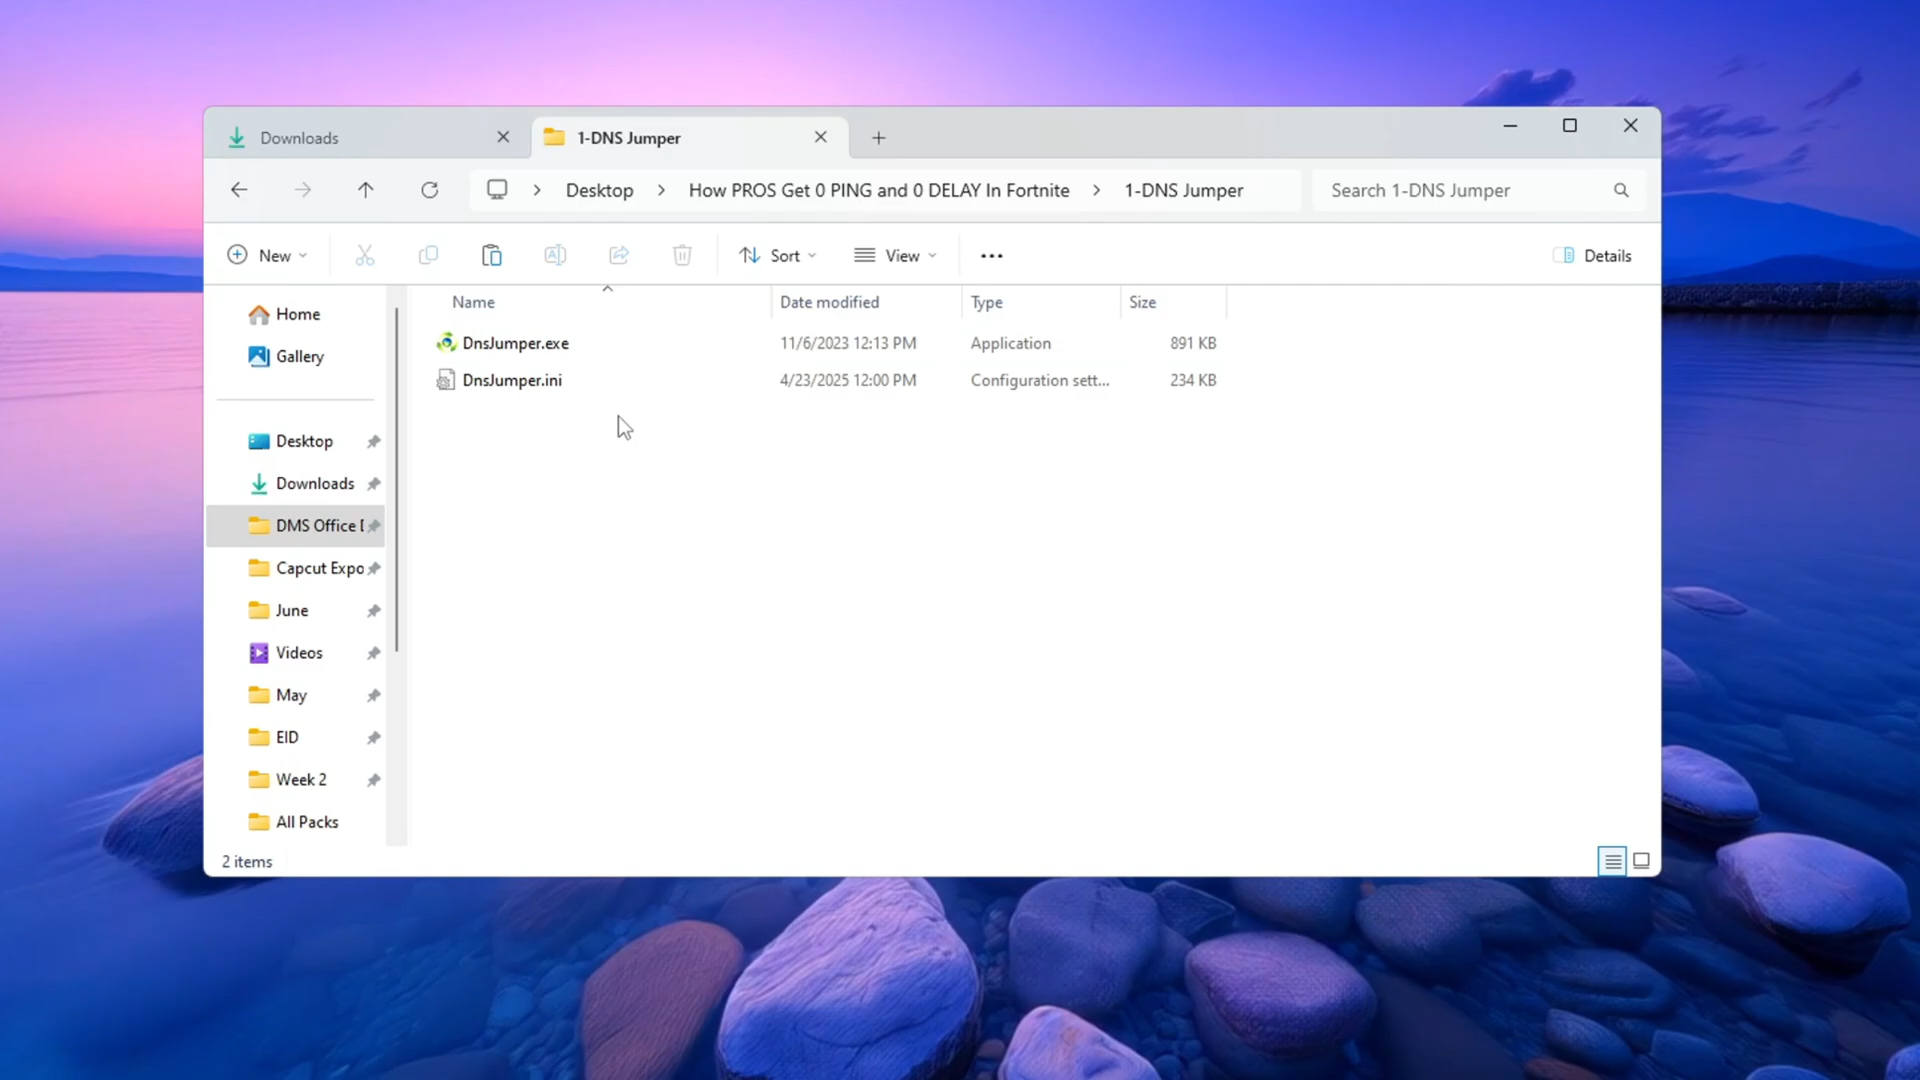 Downloads
1-DNS Jumper
Desktop > How PROS Get 0 PING and 0 DELAY In Fortnite > 1-DNS Jumper
Search 1-DNS Jumper
New
Sort
View
Details
Name
Date modified
Type
Size
DnsJumper.exe 11/6/2023 12:13 PM Application 891 KB
DnsJumper.ini 4/23/2025 12:00 PM Configuration sett... 234 KB
Home
Gallery
Desktop
Downloads
DMS Office
Capcut Expo
June
Videos
May
EID
Week 2
All Packs
2 items